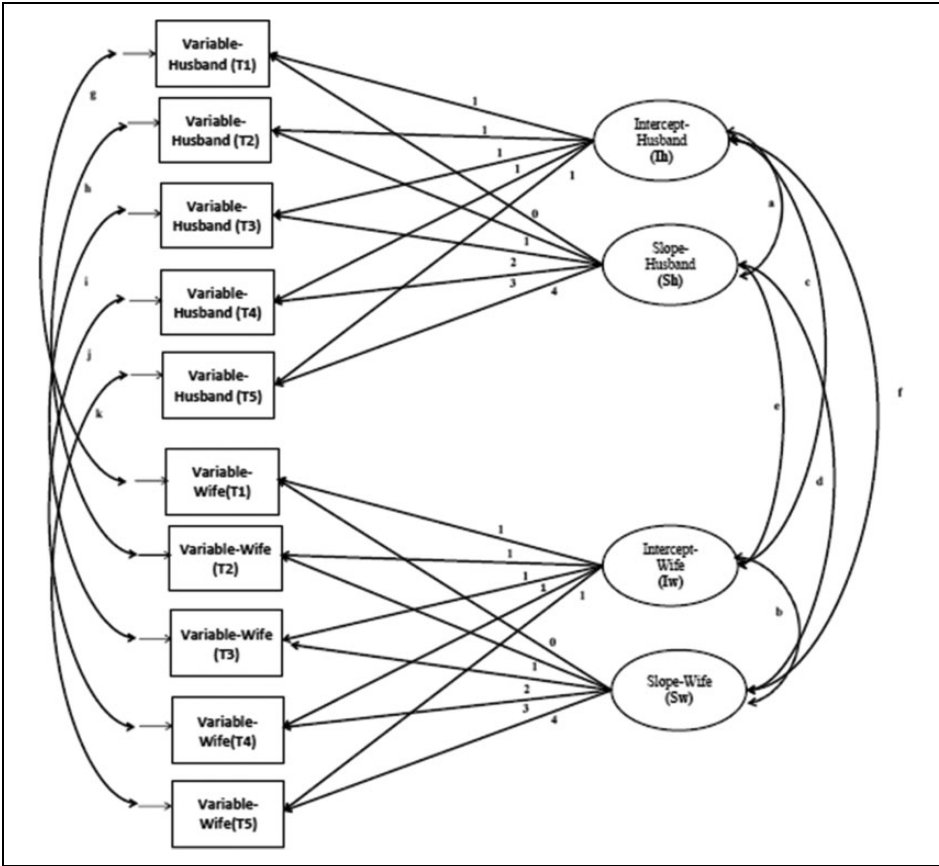 Variable-
Husband (T1)
Variable-
Husband (T2)
Variable-
Husband (T3)
Variable-
Husband (T4)
Variable-
Husband (T5)
Variable-
Wife(T1)
Variable-Wife
(T2)
Variable-Wife
(T3)
Variable-
Wife(T4)
Variable-
Wife(T5)
g
h
i
j
k
1
1
1
1
1
0
1
2
3
4
1
1
1
1
1
0
1
2
3
4
Intercept-
Husband
(Ih)
Slope-
Husband
(Sh)
Intercept-
Wife
(Iw)
Slope-Wife
(Sw)
a
c
f
e
d
b